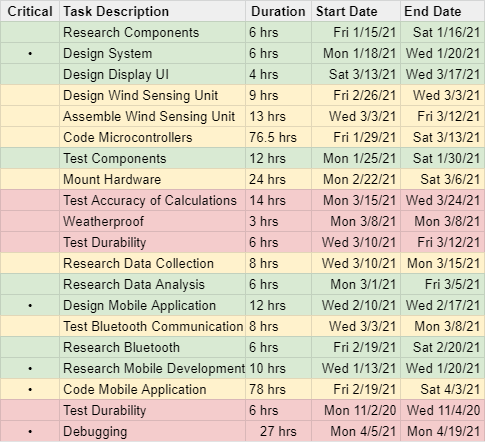 Critical Task Description Duration Start Date End Date
Research Components 6 hrs Fri 1/15/21 Sat 1/16/21
• Design System 6 hrs Mon 1/18/21 Wed 1/20/21
Design Display UI 4 hrs Sat 3/13/21 Wed 3/17/21
Design Wind Sensing Unit 9 hrs Fri 2/26/21 Wed 3/3/21
Assemble Wind Sensing Unit 13 hrs Wed 3/3/21 Fri 3/12/21
Code Microcontrollers 76.5 hrs Fri 1/29/21 Sat 3/13/21
Test Components 12 hrs Mon 1/25/21 Sat 1/30/21
Mount Hardware 24 hrs Mon 2/22/21 Sat 3/6/21
Test Accuracy of Calculations 14 hrs Mon 3/15/21 Wed 3/24/21
Weatherproof 3 hrs Mon 3/8/21 Mon 3/8/21
Test Durability 6 hrs Wed 3/10/21 Fri 3/12/21
Research Data Collection 8 hrs Wed 3/10/21 Mon 3/15/21
Research Data Analysis 6 hrs Mon 3/1/21 Fri 3/5/21
• Design Mobile Application 12 hrs Wed 2/10/21 Wed 2/17/21
Test Bluetooth Communication 8 hrs Wed 3/3/21 Mon 3/8/21
Research Bluetooth 6 hrs Fri 2/19/21 Sat 2/20/21
• Research Mobile Development 10 hrs Wed 1/13/21 Wed 1/20/21
• Code Mobile Application 78 hrs Fri 2/19/21 Sat 4/3/21
Test Durability 6 hrs Mon 11/2/20 Wed 11/4/20
• Debugging 27 hrs Mon 4/5/21 Mon 4/19/21